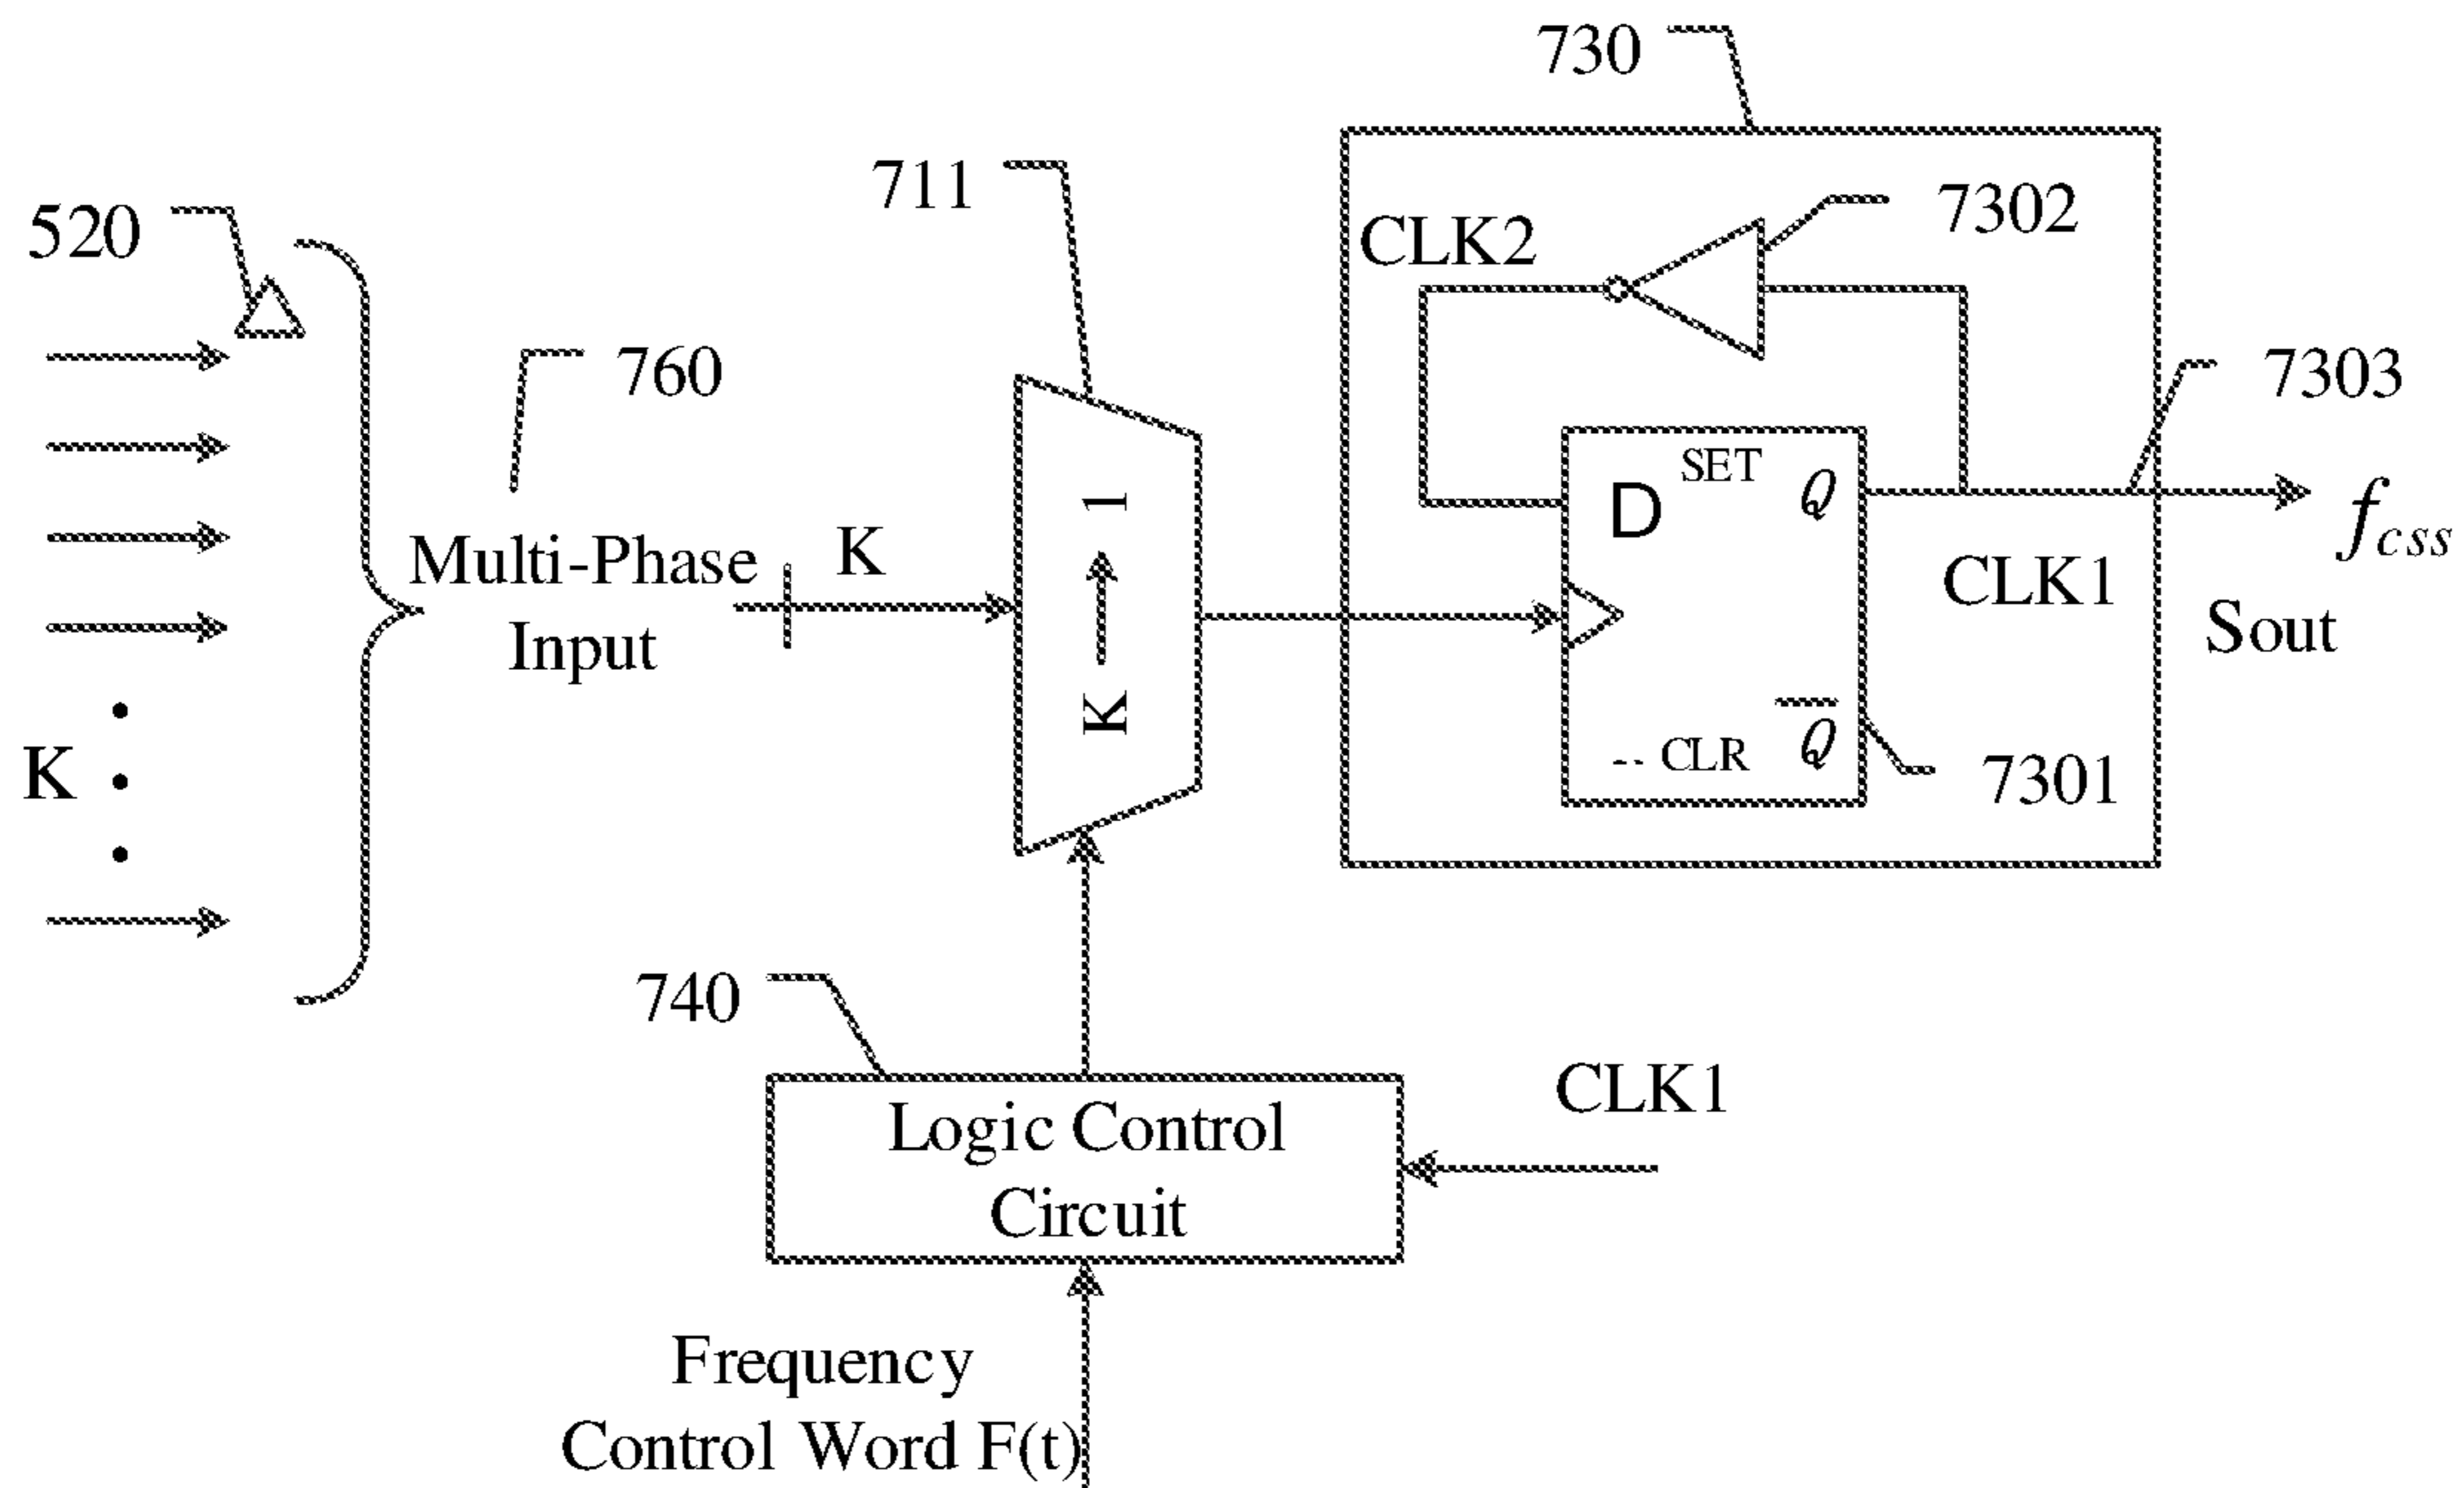 730
711
7302
520
CLK2
760
7303
SET
D
Q
f_css
Multi-Phase
Input
K
K → 1
CLK1
Sout
K
CLR
Q̅
7301
740
Logic Control
Circuit
CLK1
Frequency
Control Word F(t)